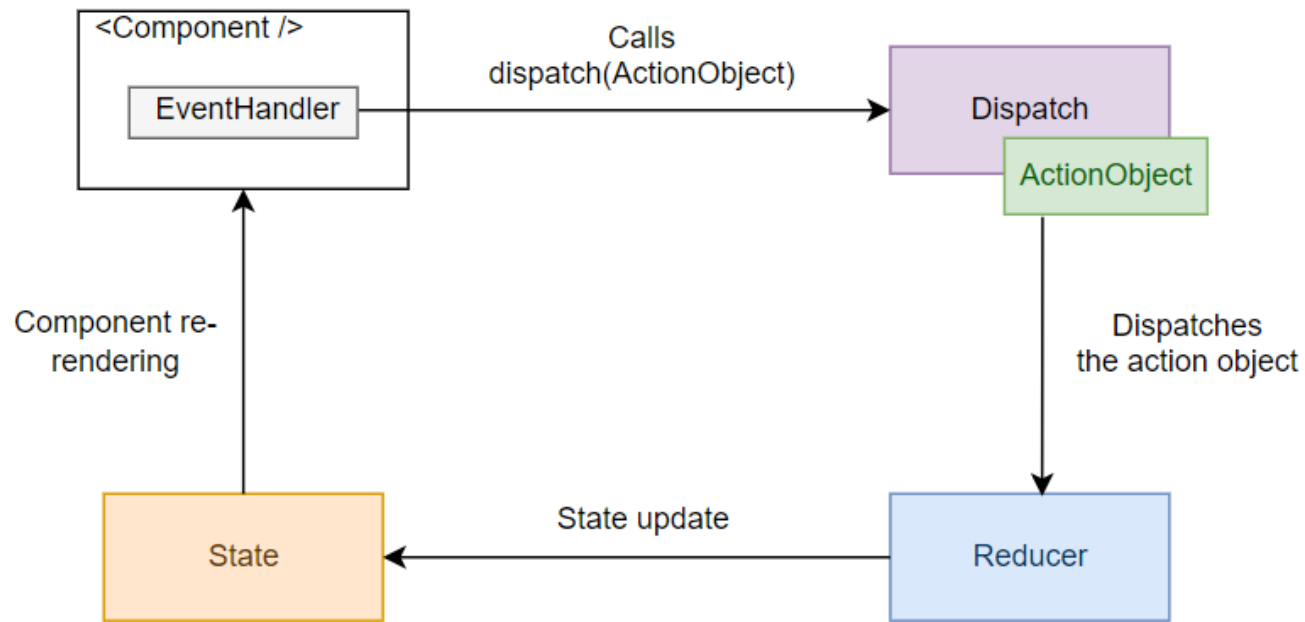 <Component />
EventHandler
Calls
dispatch(ActionObject)
Dispatch
ActionObject
Component re-
rendering
Dispatches
the action object
State
State update
Reducer